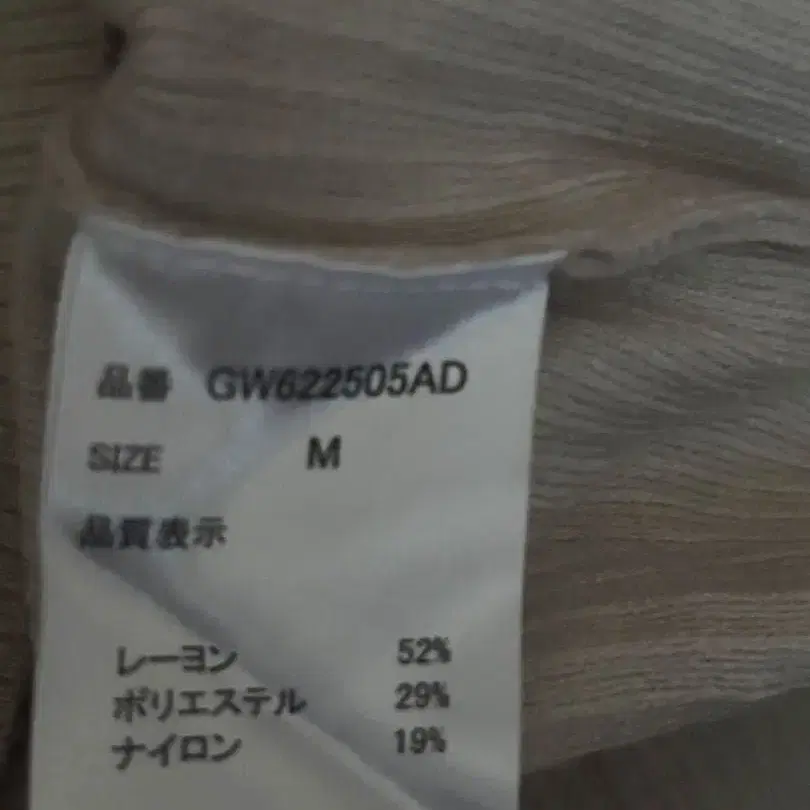 品番 GW622505AD
SIZE M
品質表示
レーヨン 52%
ポリエステル 29%
ナイロン 19%